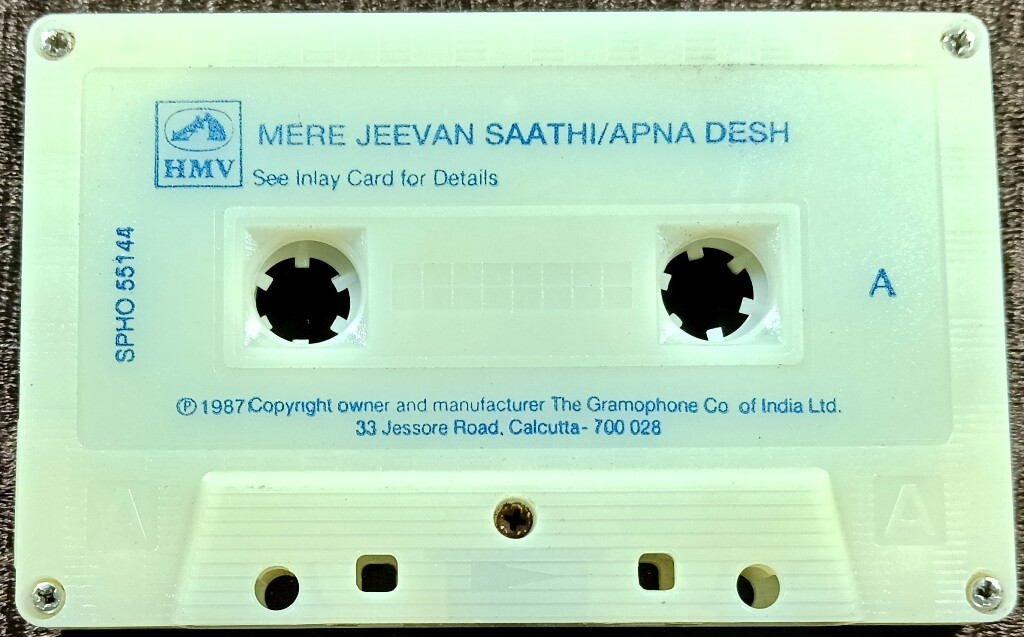 HMV
MERE JEEVAN SAATHI/APNA DESH
See Inlay Card for Details
SPHO 55144
A
℗ 1987 Copyright owner and manufacturer The Gramophone Co of India Ltd.
33 Jessore Road, Calcutta- 700 028
A
A